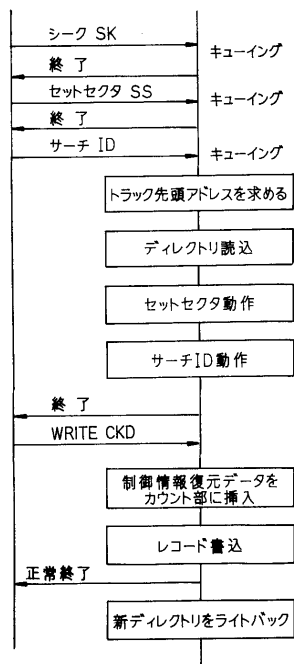 シーク SK
キューイング
終了
セットセクタ SS
キューイング
終了
サーチ ID
キューイング
トラック先頭アドレスを求める
ディレクトリ読込
セットセクタ動作
サーチID動作
終了
WRITE CKD
制御情報復元データを
カウント部に挿入
レコード書込
正常終了
新ディレクトリをライトバック